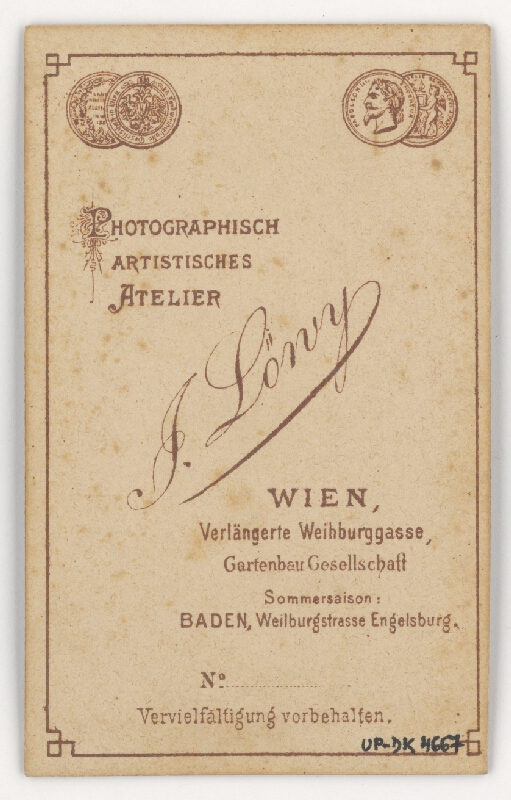 PHOTOGRAPHISCH
ARTISTISCHES
ATELIER
J. Löwy
WIEN,
Verlängerte Weihburggasse,
Gartenbau Gesellschaft
Sommersaison:
BADEN, Weilburgstrasse Engelsburg.
No
Vervielfältigung vorbehalten.
UP-DK 4667